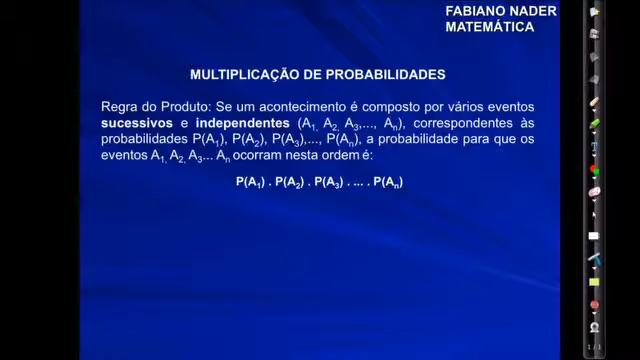 FABIANO NADER
MATEMÁTICA
MULTIPLICAÇÃO DE PROBABILIDADES
Regra do Produto: Se um acontecimento é composto por vários eventos
sucessivos e independentes (A₁, A₂, A₃,..., Aₙ), correspondentes às
probabilidades P(A₁), P(A₂), P(A₃),..., P(Aₙ), a probabilidade para que os
eventos A₁, A₂, A₃... Aₙ ocorram nesta ordem é:
P(A₁) . P(A₂) . P(A₃) . ... . P(Aₙ)
1 / 1